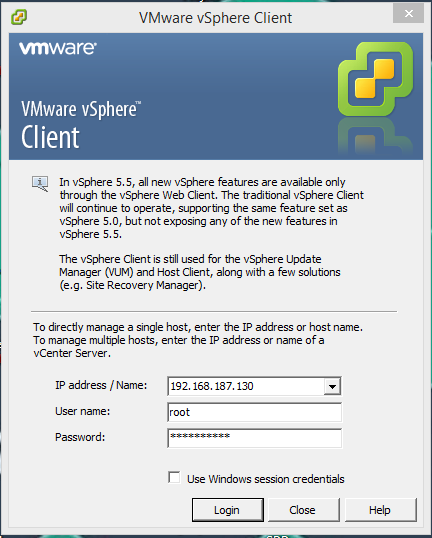 VMware vSphere Client
vmware®
VMware vSphere™
Client
In vSphere 5.5, all new vSphere features are available only
through the vSphere Web Client. The traditional vSphere Client
will continue to operate, supporting the same feature set as
vSphere 5.0, but not exposing any of the new features in
vSphere 5.5.
The vSphere Client is still used for the vSphere Update
Manager (VUM) and Host Client, along with a few solutions
(e.g. Site Recovery Manager).
To directly manage a single host, enter the IP address or host name.
To manage multiple hosts, enter the IP address or name of a
vCenter Server.
IP address / Name: 192.168.187.130
User name: root
Password: **********
Use Windows session credentials
Login Close Help